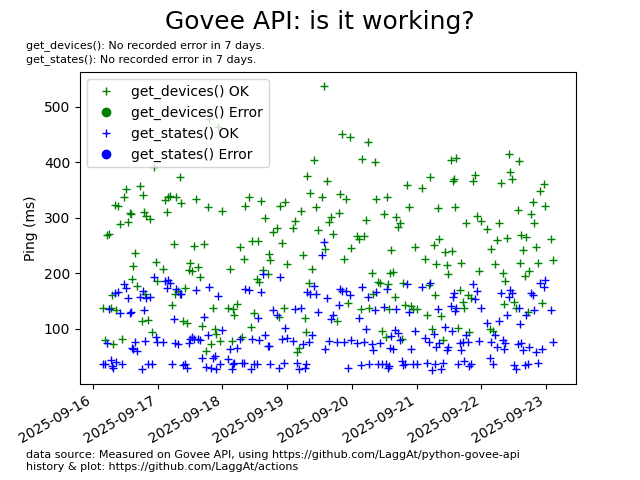 Govee API: is it working?
get_devices(): No recorded error in 7 days.
get_states(): No recorded error in 7 days.
get_devices() OK
get_devices() Error
get_states() OK
get_states() Error
500
400
300
200
100
Ping (ms)
2025-09-16
2025-09-17
2025-09-18
2025-09-19
2025-09-20
2025-09-21
2025-09-22
2025-09-23
data source: Measured on Govee API, using https://github.com/LaggAt/python-govee-api
history & plot: https://github.com/LaggAt/actions